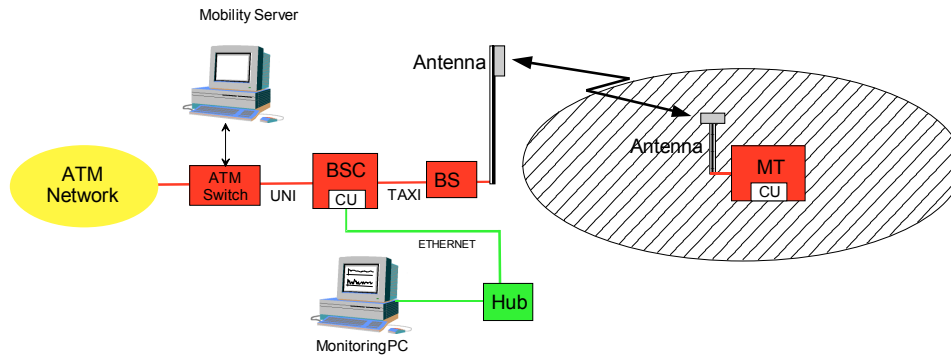 Mobility Server
Antenna
Antenna
ATM
Network
ATM
Switch
UNI
BSC
CU
TAXI
BS
MT
CU
ETHERNET
Hub
MonitoringPC